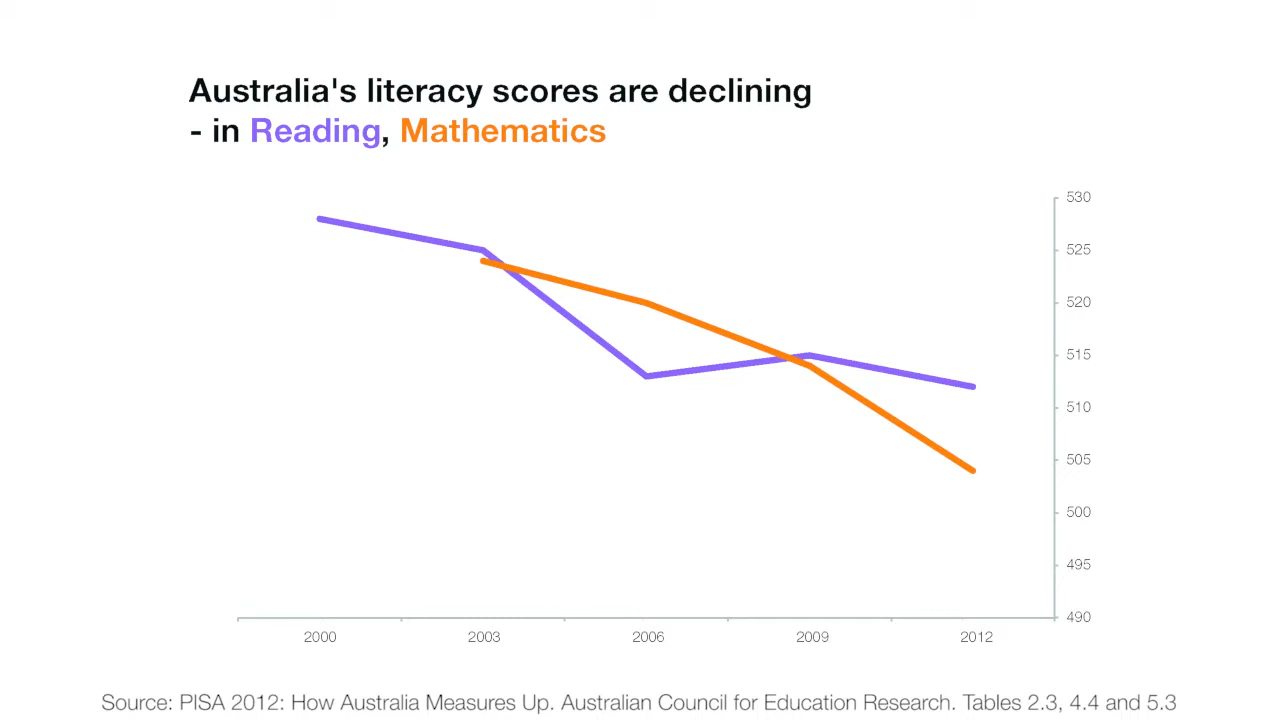 Australia's literacy scores are declining
- in Reading, Mathematics
530
525
520
515
510
505
500
495
490
2000 2003 2006 2009 2012
Source: PISA 2012: How Australia Measures Up. Australian Council for Education Research. Tables 2.3, 4.4 and 5.3